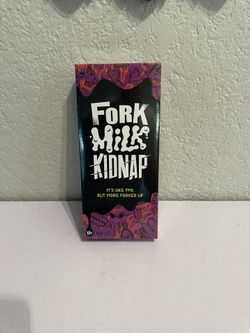 FORK
MILK
KIDNAP
IT'S LIKE FMK,
BUT MORE FORKED UP